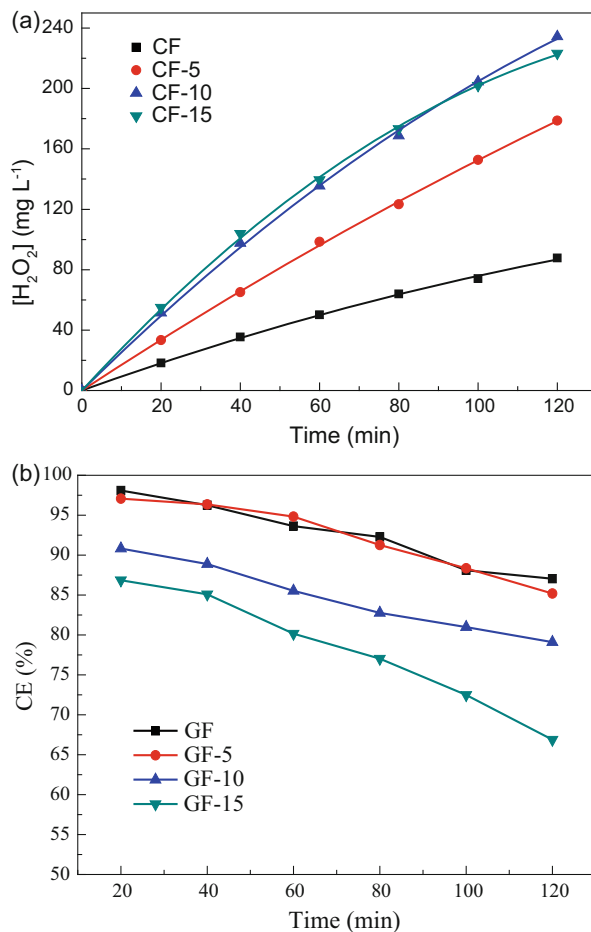 (a)
240
200
160
120
80
40
0
[H₂O₂] (mg L⁻¹)
CF
CF-5
CF-10
CF-15
0 20 40 60 80 100 120
Time (min)
(b)
100
95
90
85
80
75
70
65
60
55
50
CE (%)
GF
GF-5
GF-10
GF-15
20 40 60 80 100 120
Time (min)